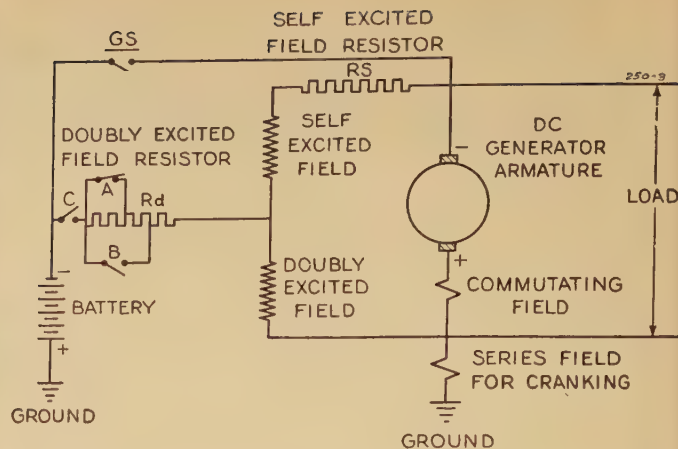 SELF EXCITED
FIELD RESISTOR
GS
RS
250-9
DOUBLY EXCITED
FIELD RESISTOR
SELF
EXCITED
FIELD
DC
GENERATOR
ARMATURE
-
A
C
Rd
LOAD
B
DOUBLY
EXCITED
FIELD
+
-
BATTERY
COMMUTATING
FIELD
+
SERIES FIELD
FOR CRANKING
GROUND
GROUND